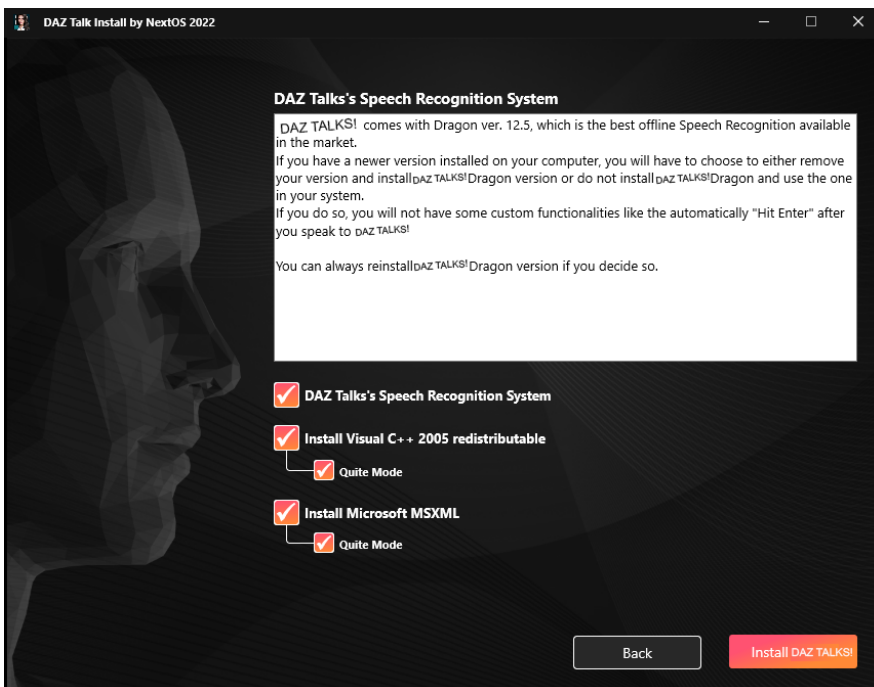 DAZ Talk Install by NextOS 2022
DAZ Talks's Speech Recognition System
DAZ TALKS! comes with Dragon ver. 12.5, which is the best offline Speech Recognition available
in the market.
If you have a newer version installed on your computer, you will have to choose to either remove
your version and install DAZ TALKS! Dragon version or do not install DAZ TALKS! Dragon and use the one
in your system.
If you do so, you will not have some custom functionalities like the automatically "Hit Enter" after
you speak to DAZ TALKS!
You can always reinstall DAZ TALKS! Dragon version if you decide so.
DAZ Talks's Speech Recognition System
Install Visual C++ 2005 redistributable
Quite Mode
Install Microsoft MSXML
Quite Mode
Back
Install DAZ TALKS!